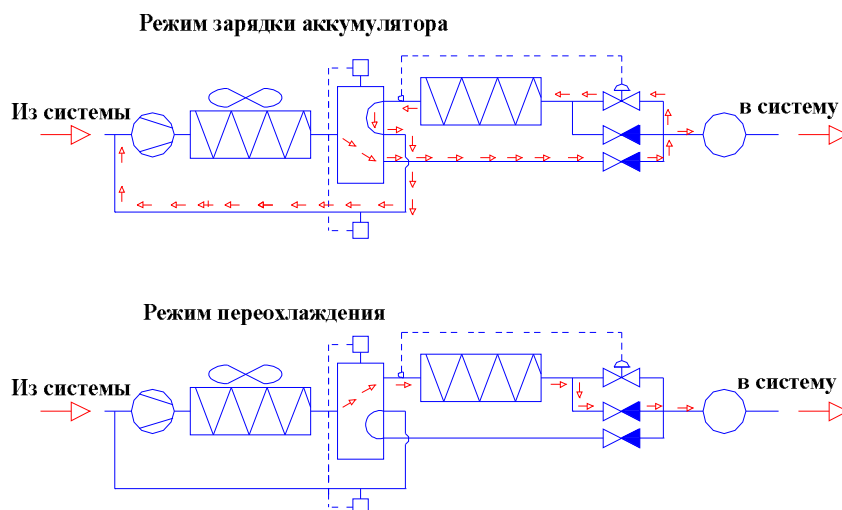 Режим зарядки аккумулятора
Из системы
в систему
Режим переохлаждения
Из системы
в систему